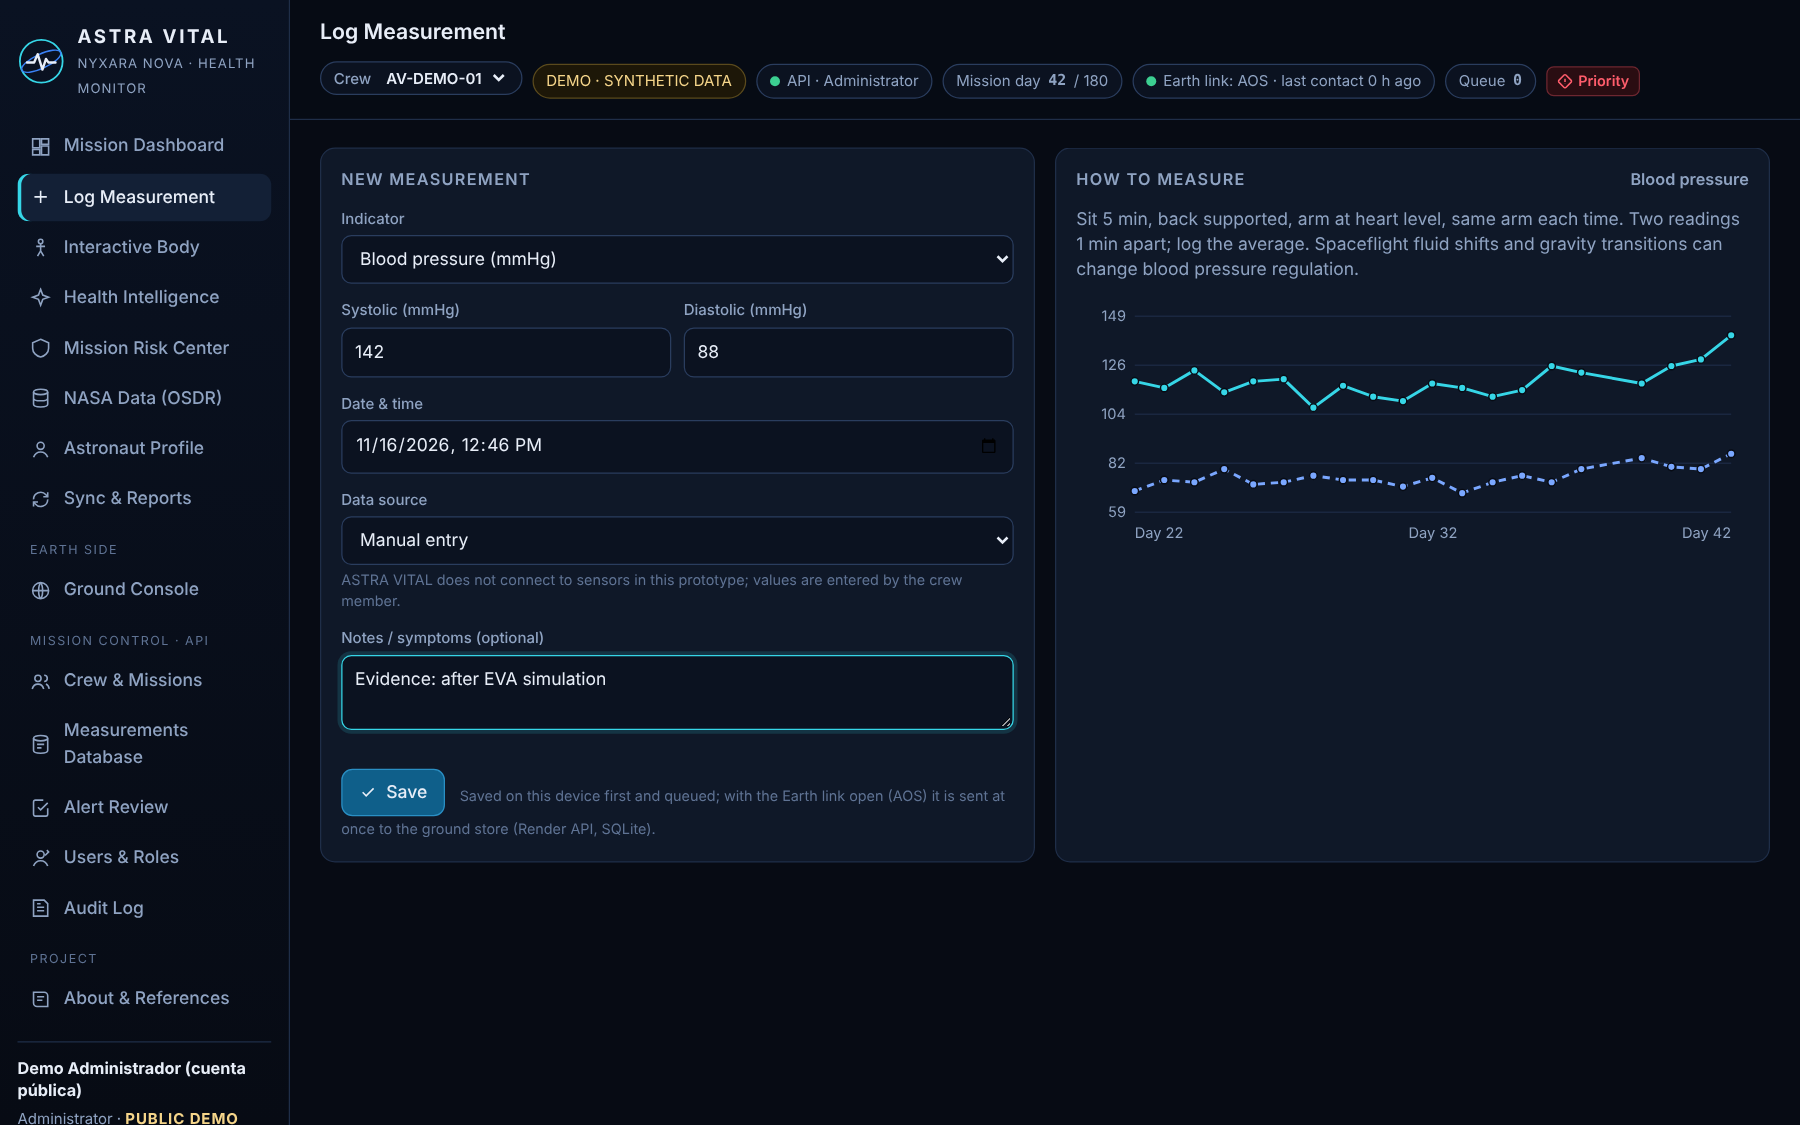 ASTRA VITAL
NYXARA NOVA · HEALTH
MONITOR
Mission Dashboard
Log Measurement
Interactive Body
Health Intelligence
Mission Risk Center
NASA Data (OSDR)
Astronaut Profile
Sync & Reports
EARTH SIDE
Ground Console
MISSION CONTROL · API
Crew & Missions
Measurements
Database
Alert Review
Users & Roles
Audit Log
PROJECT
About & References
Demo Administrador (cuenta
pública)
Administrator · PUBLIC DEMO
Log Measurement
Crew AV-DEMO-01
DEMO · SYNTHETIC DATA
API · Administrator
Mission day 42 / 180
Earth link: AOS · last contact 0 h ago
Queue 0
Priority
NEW MEASUREMENT
Indicator
Blood pressure (mmHg)
Systolic (mmHg) Diastolic (mmHg)
142 88
Date & time
11/16/2026, 12:46 PM
Data source
Manual entry
ASTRA VITAL does not connect to sensors in this prototype; values are entered by the crew
member.
Notes / symptoms (optional)
Evidence: after EVA simulation
Save
Saved on this device first and queued; with the Earth link open (AOS) it is sent at
once to the ground store (Render API, SQLite).
HOW TO MEASURE
Blood pressure
Sit 5 min, back supported, arm at heart level, same arm each time. Two readings
1 min apart; log the average. Spaceflight fluid shifts and gravity transitions can
change blood pressure regulation.
149
126
104
82
59
Day 22 Day 32 Day 42